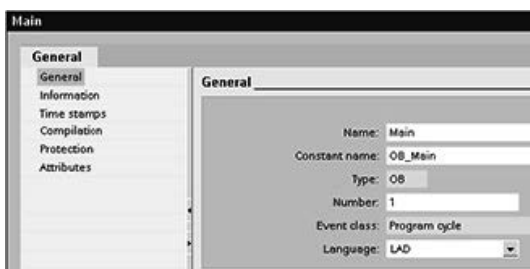 Main
General
General
Information
Time stamps
Compilation
Protection
Attributes
General
Name: Main
Constant name: OB_Main
Type: OB
Number: 1
Event class: Program cycle
Language: LAD